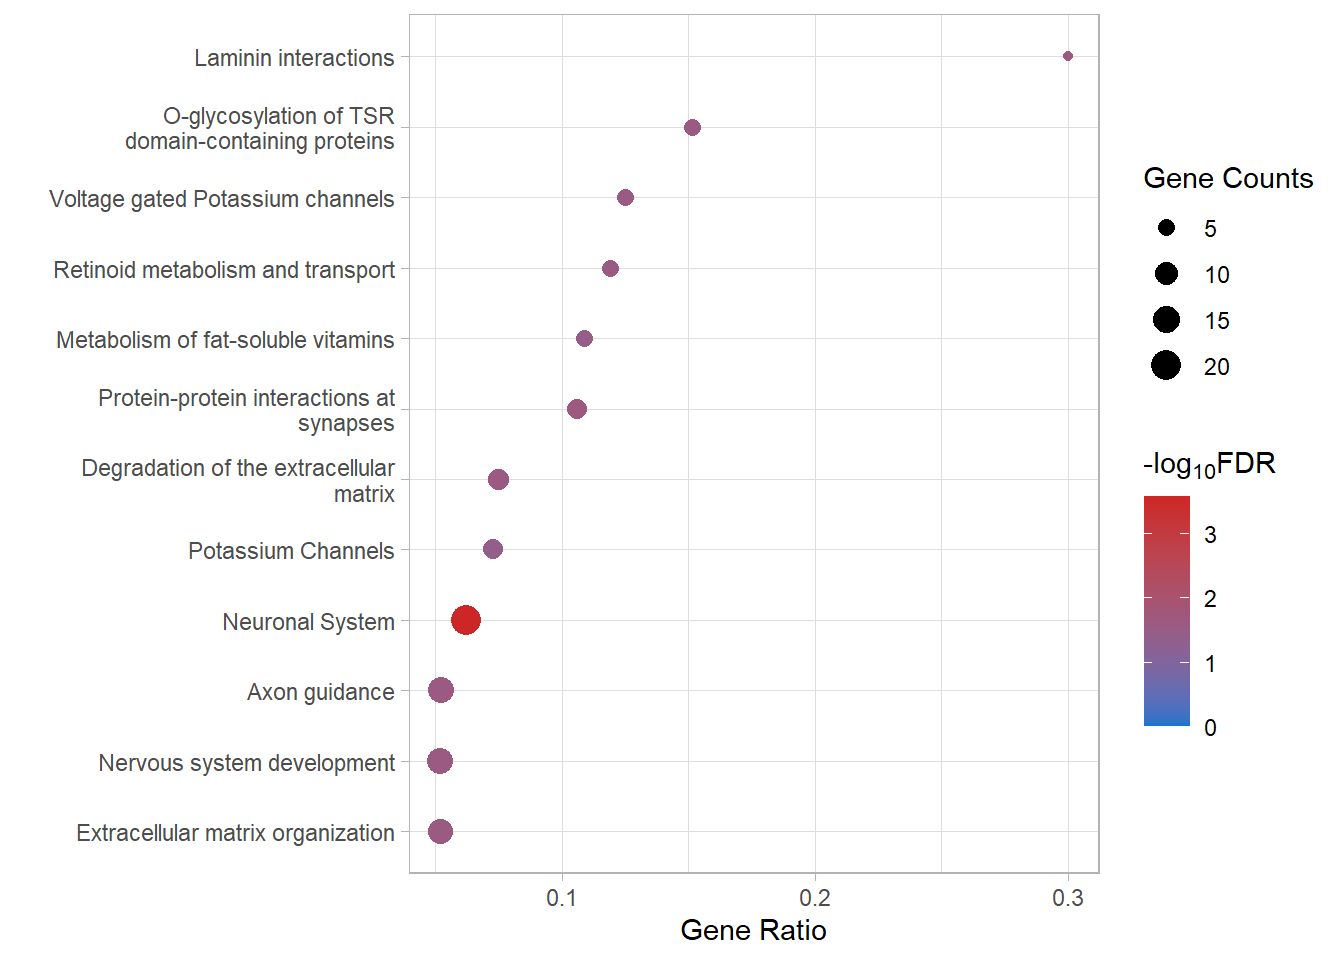 Laminin interactions
O-glycosylation of TSR
domain-containing proteins
Voltage gated Potassium channels
Retinoid metabolism and transport
Metabolism of fat-soluble vitamins
Protein-protein interactions at
synapses
Degradation of the extracellular
matrix
Potassium Channels
Neuronal System
Axon guidance
Nervous system development
Extracellular matrix organization
0.1
0.2
0.3
Gene Ratio
Gene Counts
5
10
15
20
-log₁₀FDR
3
2
1
0